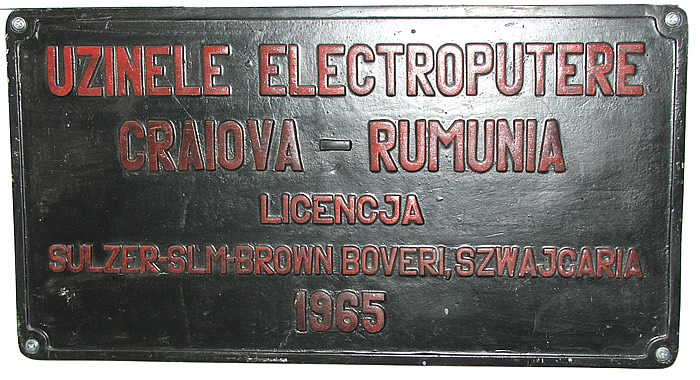 UZINELE ELECTROPUTERE
CRAIOVA – RUMUNIA
LICENCJA
SULZER-SLM-BROWN BOVERI, SZWAJCARIA
1965